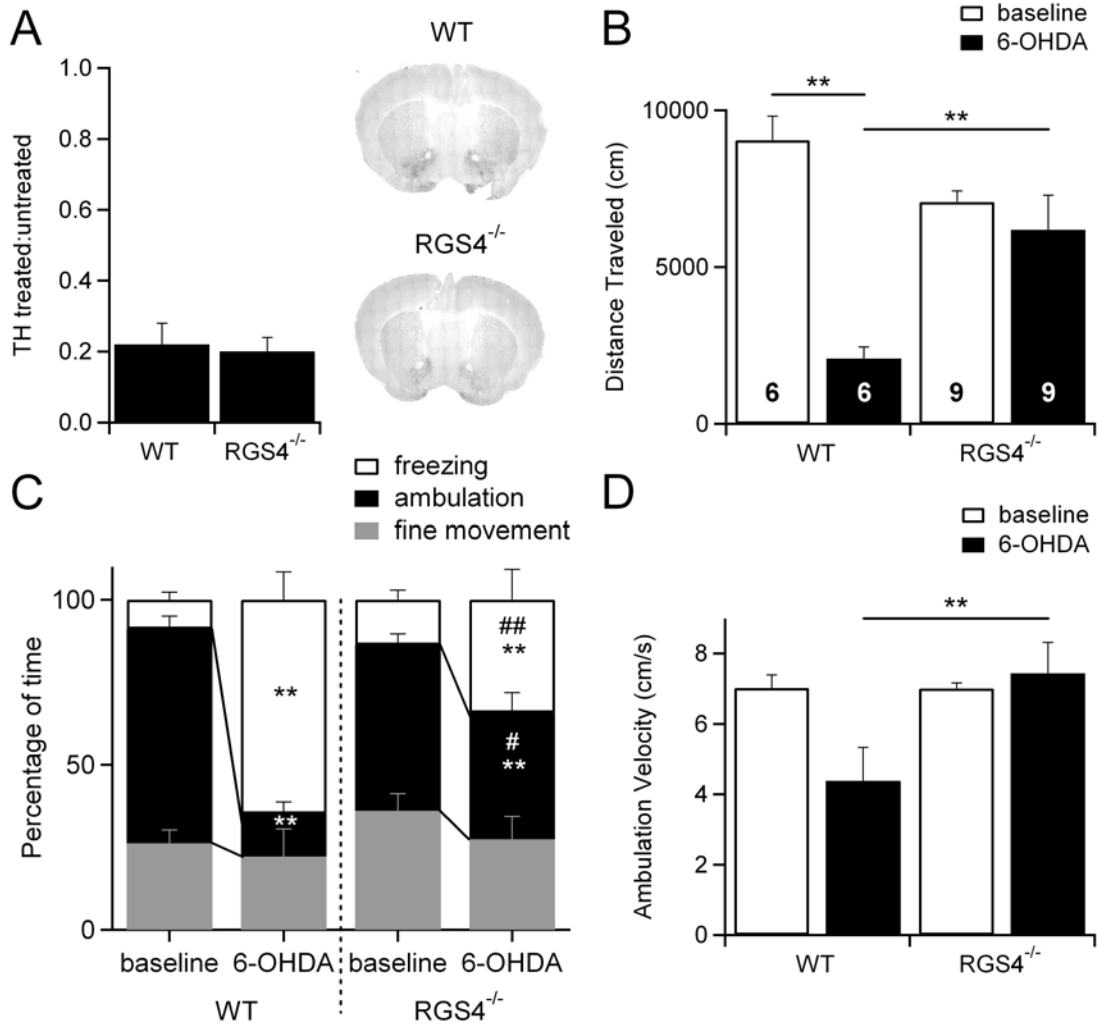 A
TH treated:untreated
1.0
0.8
0.6
0.4
0.2
0.0
WT
RGS4-/-
WT
RGS4-/-
B
baseline
6-OHDA
Distance Traveled (cm)
10000
5000
0
**
**
6
6
9
9
WT
RGS4-/-
C
freezing
ambulation
fine movement
Percentage of time
100
50
0
**
**
##
**
#
**
baseline
6-OHDA
baseline
6-OHDA
WT
RGS4-/-
D
baseline
6-OHDA
Ambulation Velocity (cm/s)
8
6
4
2
0
**
WT
RGS4-/-